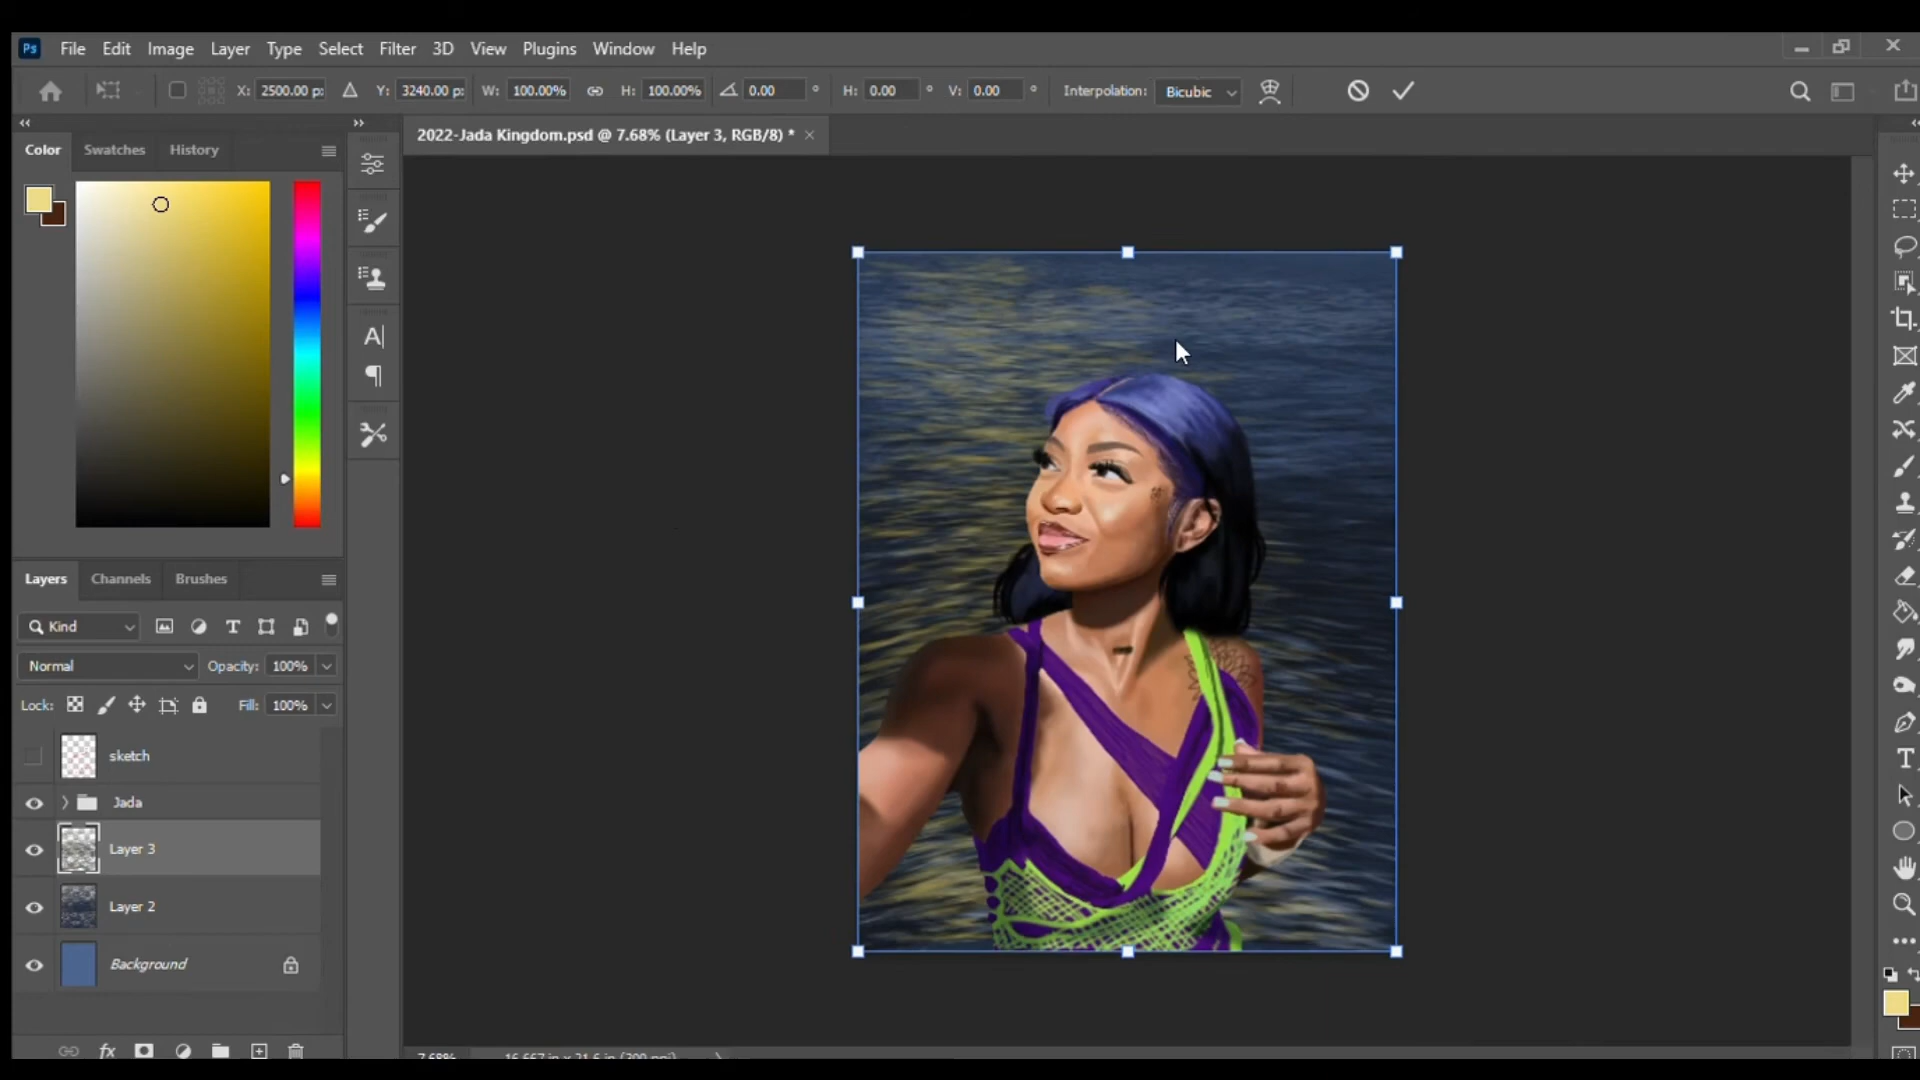 Ps File Edit Image Layer Type Select Filter 3D View Plugins Window Help
X: 2500.00 p: Y: 3240.00 p: W: 100.00% H: 100.00% 0.00 ° H: 0.00 ° V: 0.00 ° Interpolation: Bicubic
Color Swatches History
2022-Jada Kingdom.psd @ 7.68% (Layer 3, RGB/8) * ×
A|
Layers Channels Brushes
Kind
Normal Opacity: 100%
Lock: Fill: 100%
sketch
Jada
Layer 3
Layer 2
Background
fx
7.68% 16.667 in x 21.6 in (300 ppi)